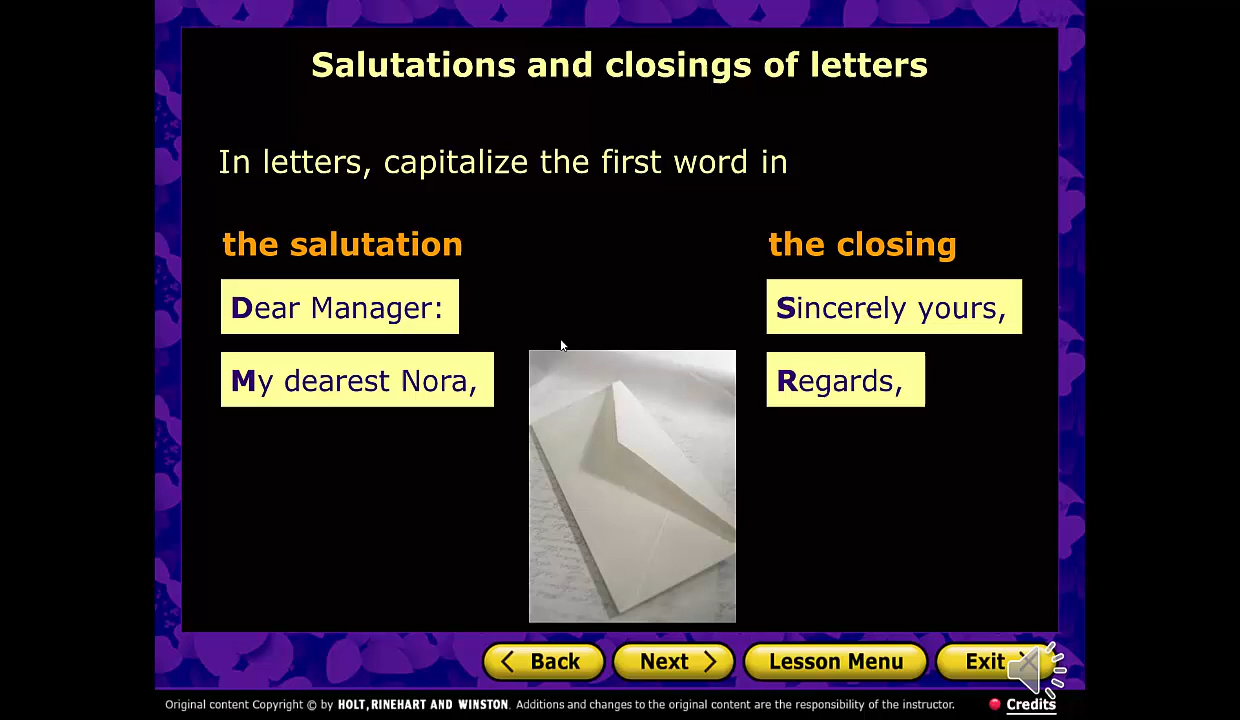 Salutations and closings of letters
In letters, capitalize the first word in
the salutation
Dear Manager:
My dearest Nora,
the closing
Sincerely yours,
Regards,
Back
Next
Lesson Menu
Exit
Original content Copyright © by HOLT, RINEHART AND WINSTON. Additions and changes to the original content are the responsibility of the instructor.
Credits